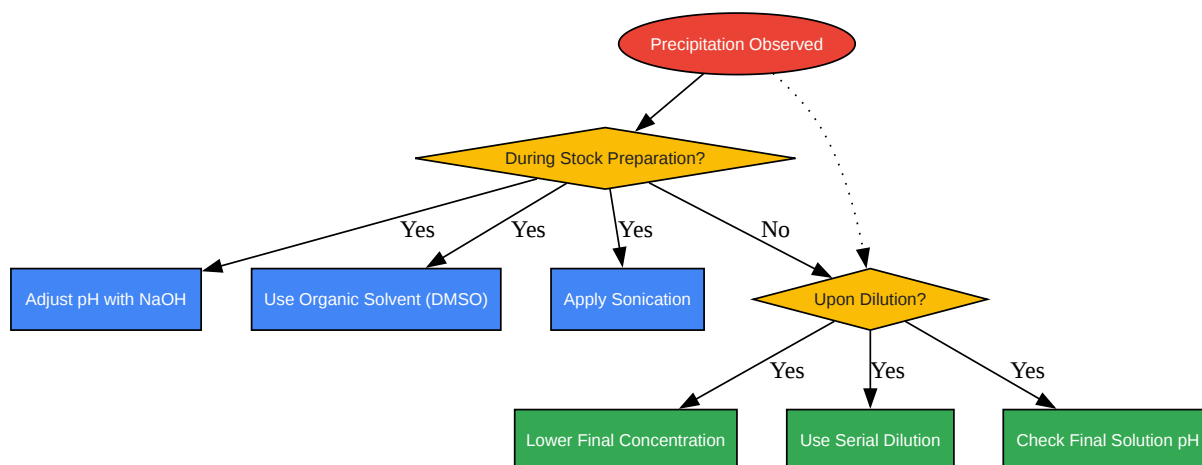 Precipitation Observed
During Stock Preparation?
Yes
Yes
Yes
No
Adjust pH with NaOH
Use Organic Solvent (DMSO)
Apply Sonication
Upon Dilution?
Yes
Yes
Yes
Lower Final Concentration
Use Serial Dilution
Check Final Solution pH